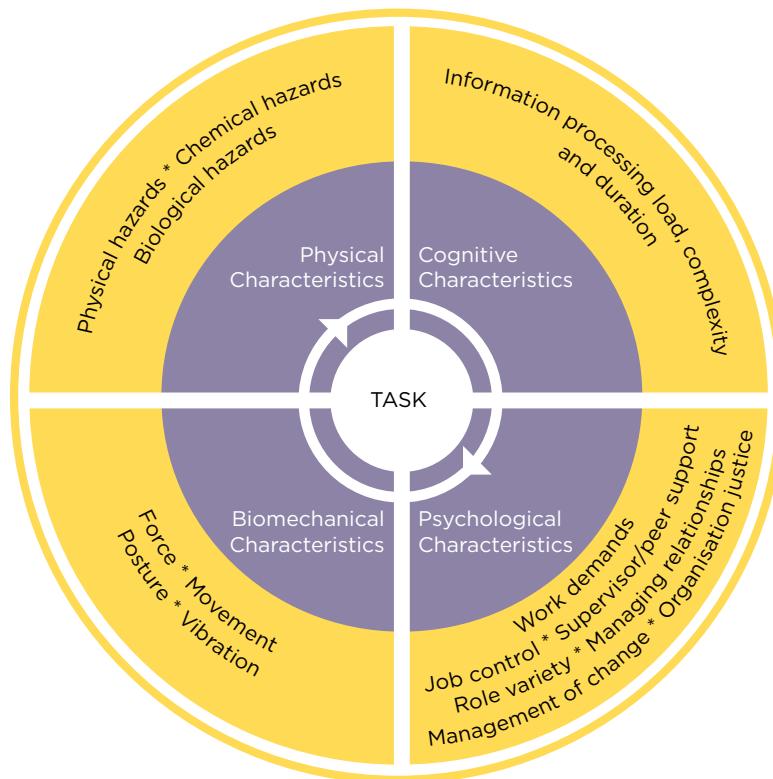 Physical hazards * Chemical hazards
Biological hazards
Physical
Characteristics
Information processing load, complexity
and duration
Cognitive
Characteristics
TASK
Biomechanical
Characteristics
Force * Movement
Posture * Vibration
Psychological
Characteristics
Work demands
Job control * Supervisor/peer support
Role variety * Managing relationships
Management of change * Organisation justice